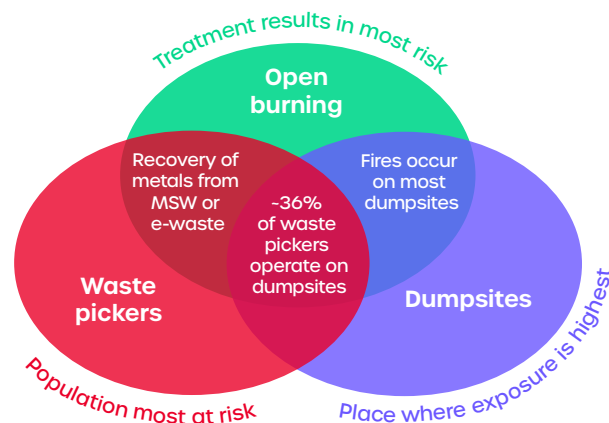 Treatment results in most risk
Open
burning
Recovery of
metals from
MSW or
e-waste
Fires occur
on most
dumpsites
~36%
of waste
pickers
operate on
dumpsites
Waste
pickers
Dumpsites
Population most at risk
Place where exposure is highest